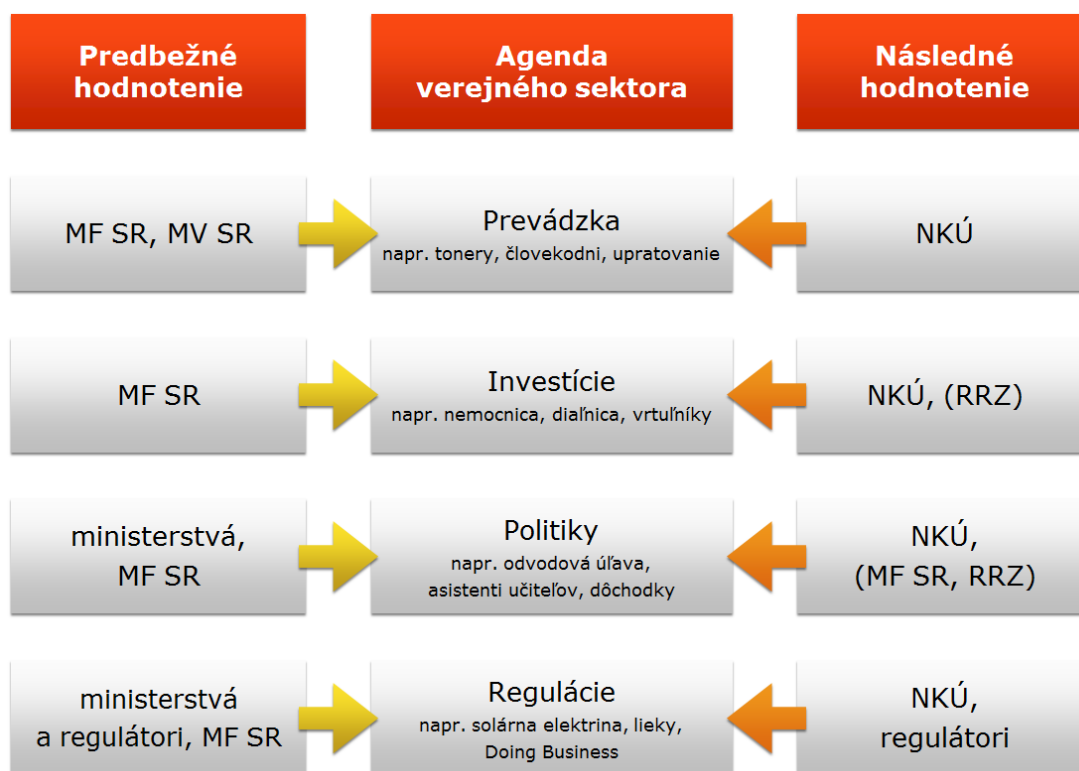 Predbežné
hodnotenie
Agenda
verejného sektora
Následné
hodnotenie
MF SR, MV SR
Prevádzka
napr. tonery, človekodni, upratovanie
NKÚ
MF SR
Investície
napr. nemocnica, diaľnica, vrtuľníky
NKÚ, (RRZ)
ministerstvá,
MF SR
Politiky
napr. odvodová úľava,
asistenti učiteľov, dôchodky
NKÚ,
(MF SR, RRZ)
ministerstvá
a regulátori, MF SR
Regulácie
napr. solárna elektrina, lieky,
Doing Business
NKÚ,
regulátori